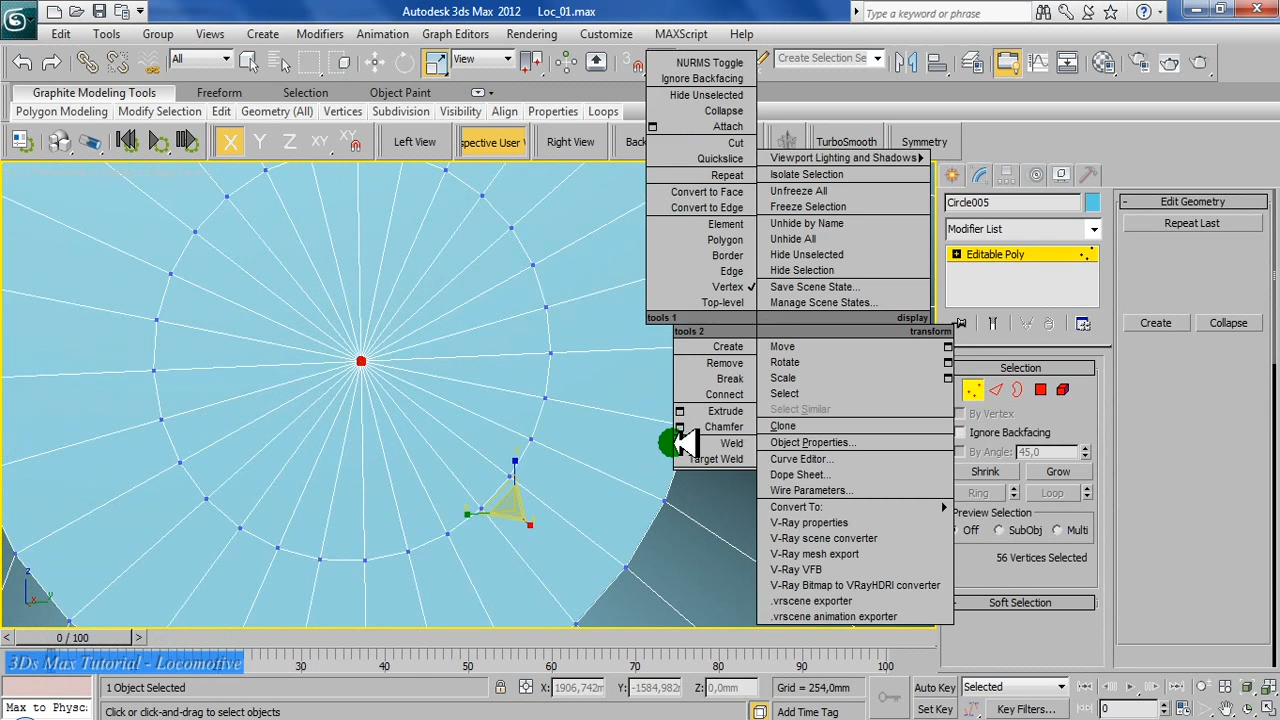 Autodesk 3ds Max 2012 Loc_01.max
Type a keyword or phrase
Edit Tools Group Views Create Modifiers Animation Graph Editors Rendering Customize MAXScript Help
All View Create Selection Se
Graphite Modeling Tools Freeform Selection Object Paint
Polygon Modeling Modify Selection Edit Geometry (All) Vertices Subdivision Visibility Align Properties Loops
X Y Z XY XY Left View spective User Right View Bac TurboSmooth Symmetry
NURMS Toggle
Ignore Backfacing
Hide Unselected
Collapse
Attach
Cut
Quickslice
Repeat
Convert to Face
Convert to Edge
Element
Polygon
Border
Edge
Vertex ✓
Top-level
tools 1
Viewport Lighting and Shadows
Isolate Selection
Unfreeze All
Freeze Selection
Unhide by Name
Unhide All
Hide Unselected
Hide Selection
Save Scene State...
Manage Scene States...
display
tools 2
Create
Remove
Break
Connect
Extrude
Chamfer
Weld
Target Weld
transform
Move
Rotate
Scale
Select
Select Similar
Clone
Object Properties...
Curve Editor...
Dope Sheet...
Wire Parameters...
Convert To:
V-Ray properties
V-Ray scene converter
V-Ray mesh export
V-Ray VFB
V-Ray Bitmap to VRayHDRI converter
.vrscene exporter
.vrscene animation exporter
Circle005
Modifier List
Editable Poly
- Selection
By Vertex
Ignore Backfacing
By Angle: 45,0
Shrink Grow
Ring Loop
Preview Selection
Off SubObj Multi
56 Vertices Selected
Soft Selection
- Edit Geometry
Repeat Last
Create Collapse
z
x
< 0 / 100 >
30 40 50 60 70 80 90 100
3Ds Max Tutorial - Locomotive
1 Object Selected X: 1906,742m Y: -1584,982m Z: 0,0mm Grid = 254,0mm Auto Key Selected
Max to Physc: Click or click-and-drag to select objects Add Time Tag Set Key Key Filters... 0